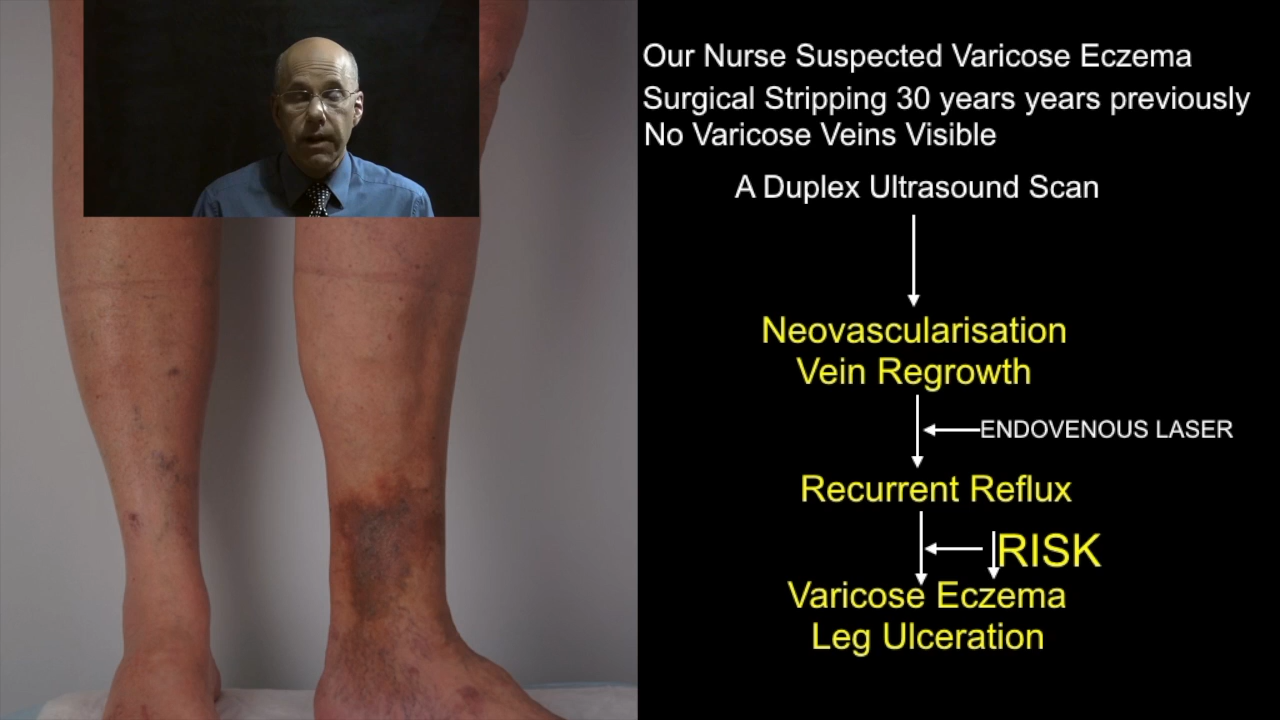 Our Nurse Suspected Varicose Eczema
Surgical Stripping 30 years years previously
No Varicose Veins Visible
A Duplex Ultrasound Scan
Neovascularisation
Vein Regrowth
ENDOVENOUS LASER
Recurrent Reflux
RISK
Varicose Eczema
Leg Ulceration